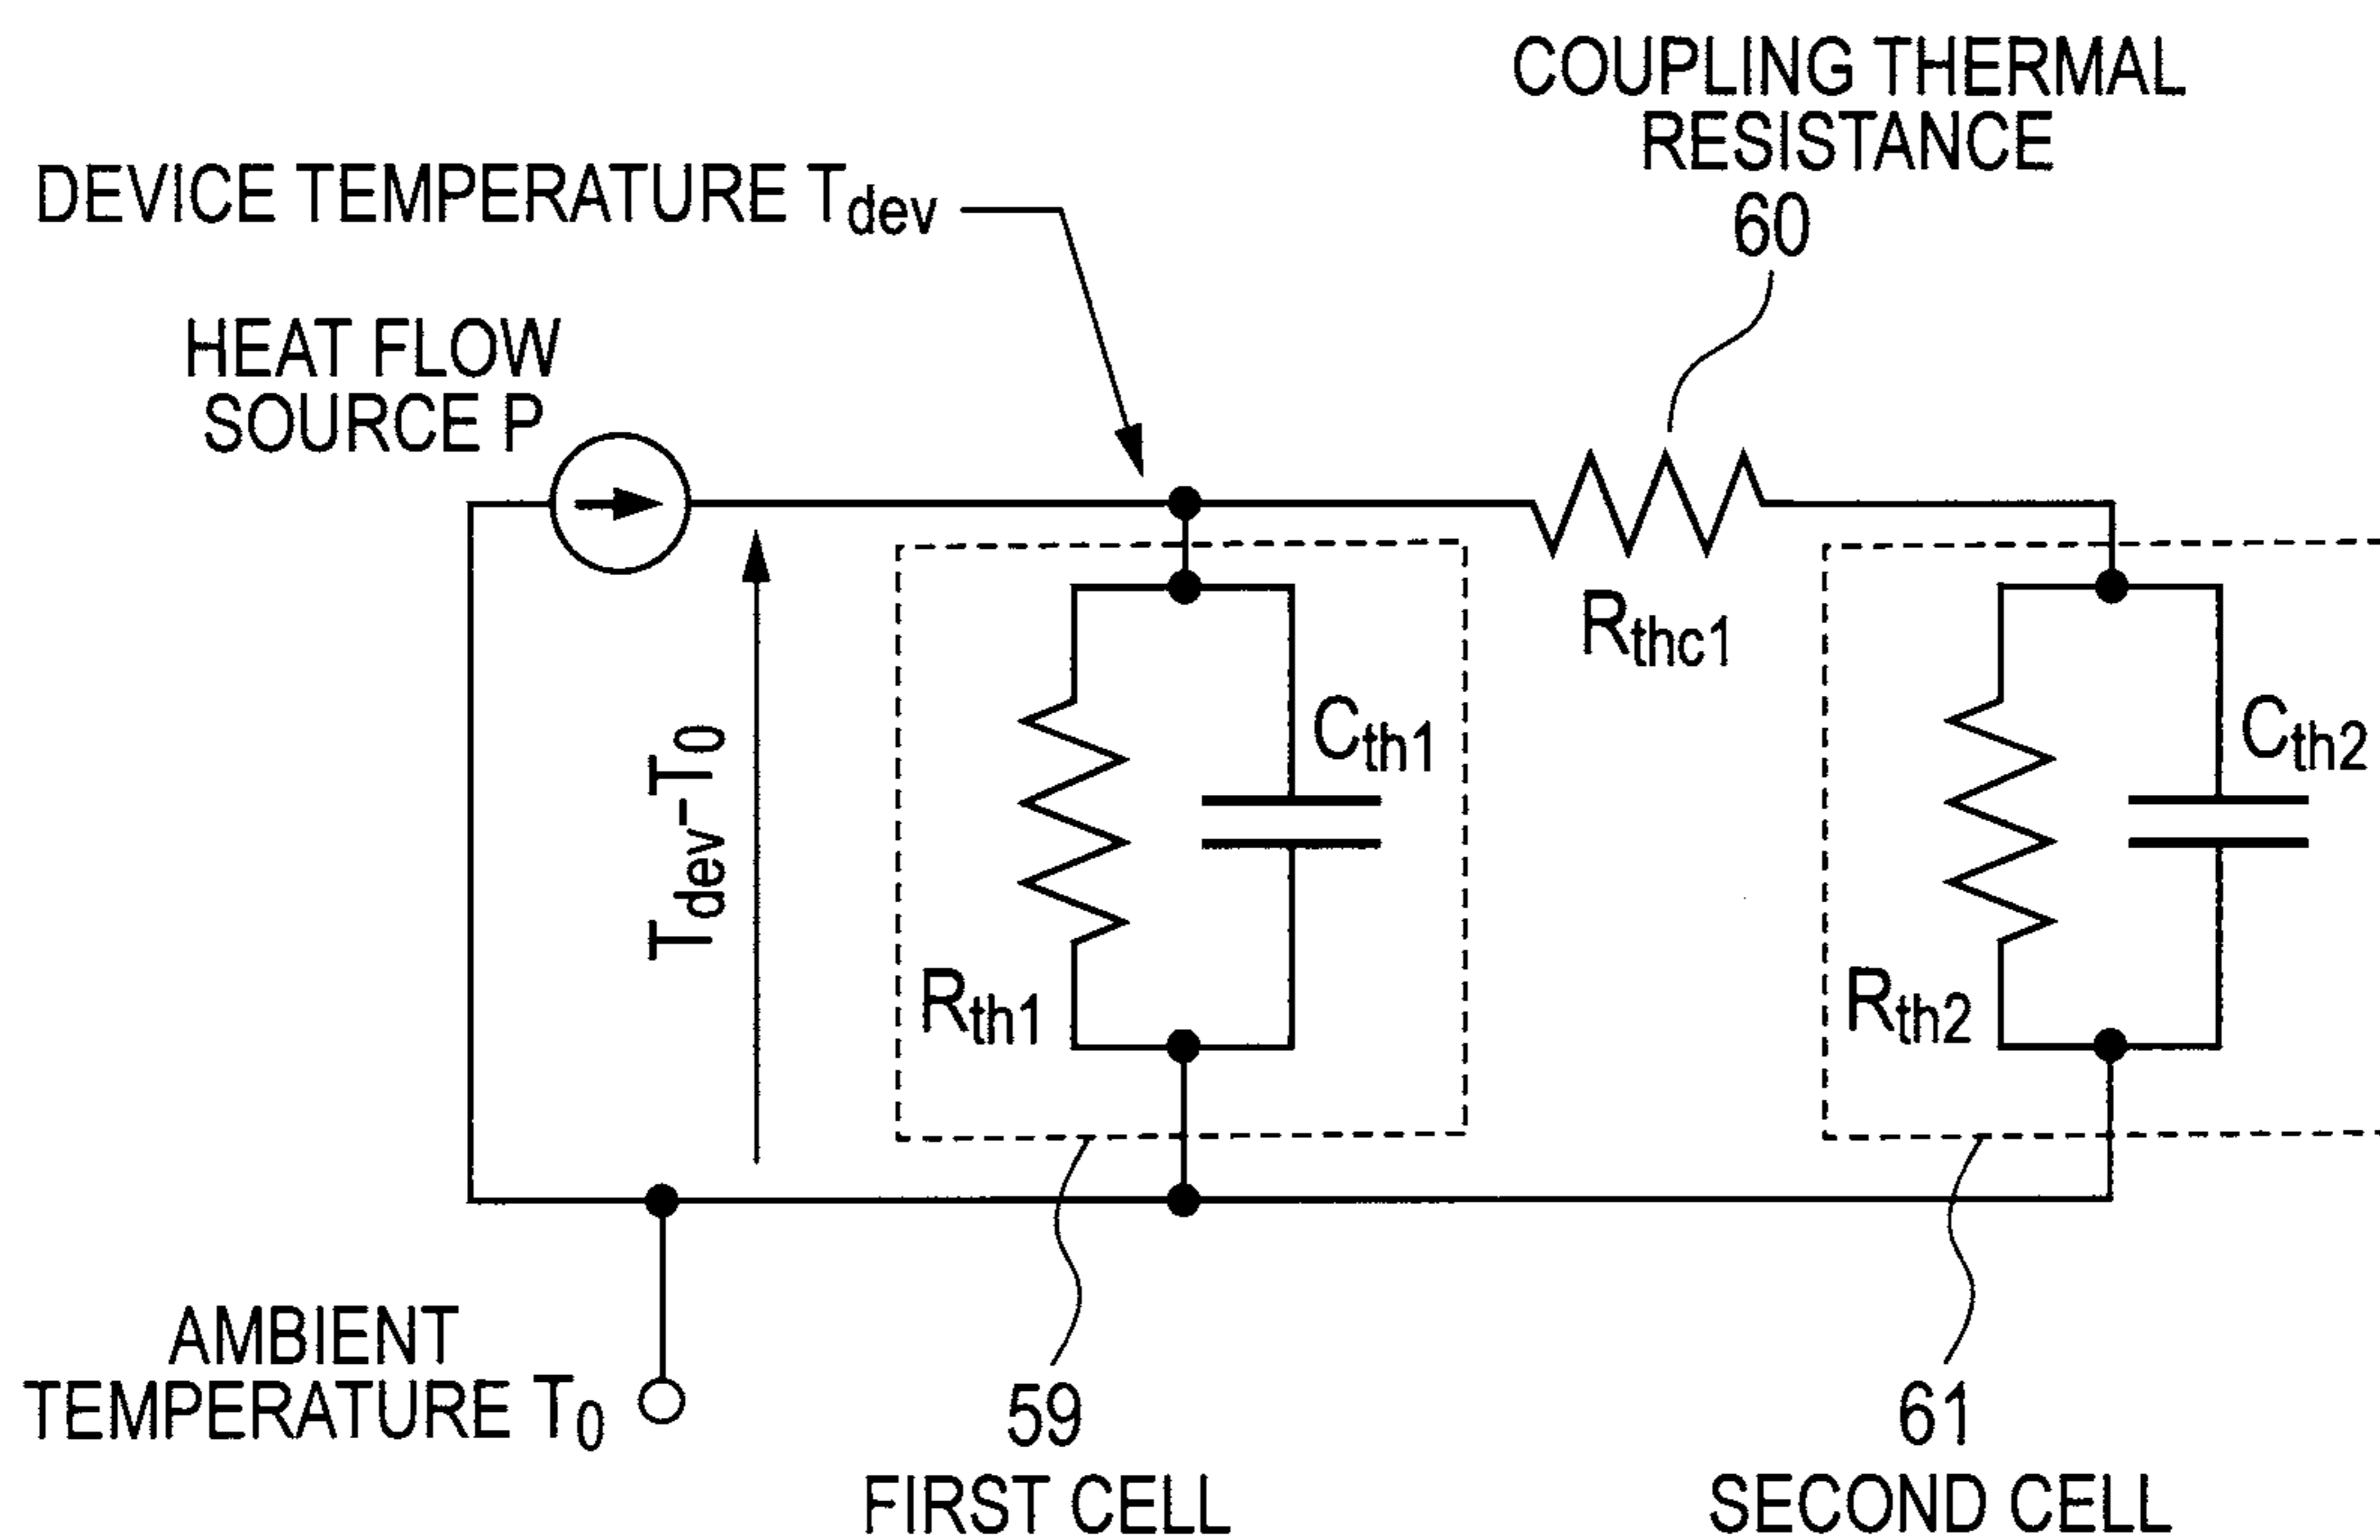 COUPLING THERMAL
RESISTANCE
60
DEVICE TEMPERATURE Tdev
HEAT FLOW
SOURCE P
Tdev-T0
Rthc1
Cth1
Rth1
Cth2
Rth2
AMBIENT
TEMPERATURE T0
59
FIRST CELL
61
SECOND CELL